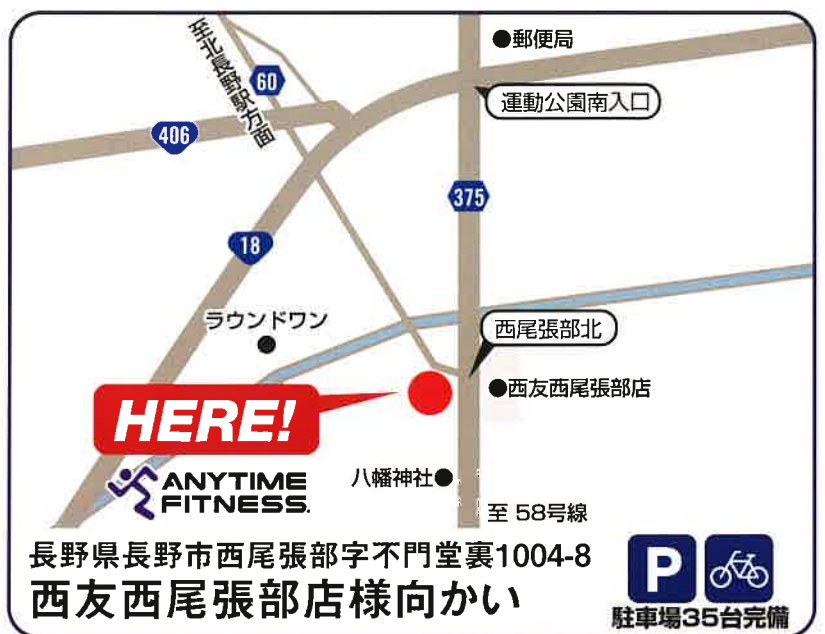 郵便局
至北長野駅方面
60
運動公園南入口
406
375
18
ラウンドワン
西尾張部北
西友西尾張部店
HERE!
ANYTIME
FITNESS.
八幡神社
至 58号線
長野県長野市西尾張部字不門堂裏1004-8
西友西尾張部店様向かい
P
駐車場35台完備